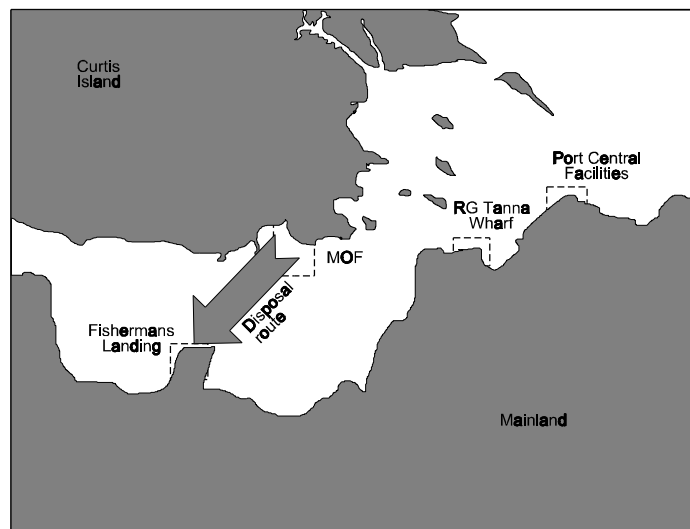 Curtis
Island
Port Central
Facilities
RG Tanna
Wharf
MOF
Disposal
route
Fishermans
Landing
Mainland